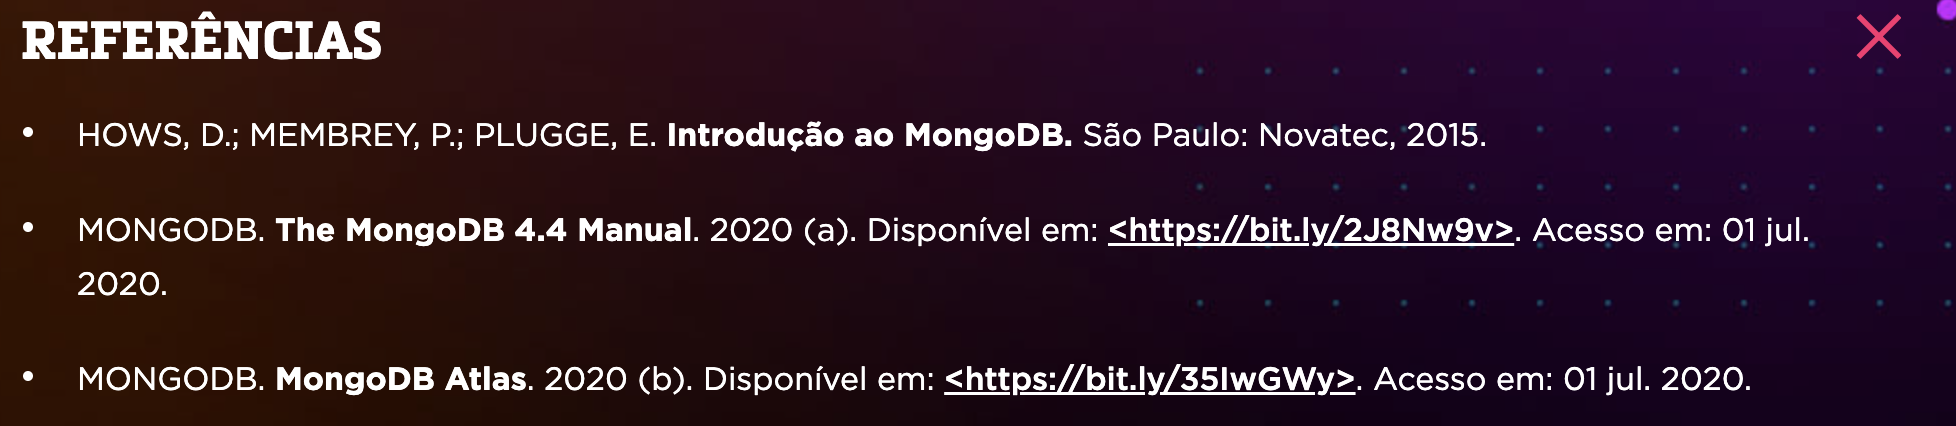 REFERÊNCIAS
• HOWS, D.; MEMBREY, P.; PLUGGE, E. Introdução ao MongoDB. São Paulo: Novatec, 2015.
• MONGODB. The MongoDB 4.4 Manual. 2020 (a). Disponível em: <https://bit.ly/2J8Nw9v>. Acesso em: 01 jul.
2020.
• MONGODB. MongoDB Atlas. 2020 (b). Disponível em: <https://bit.ly/35IwGWy>. Acesso em: 01 jul. 2020.